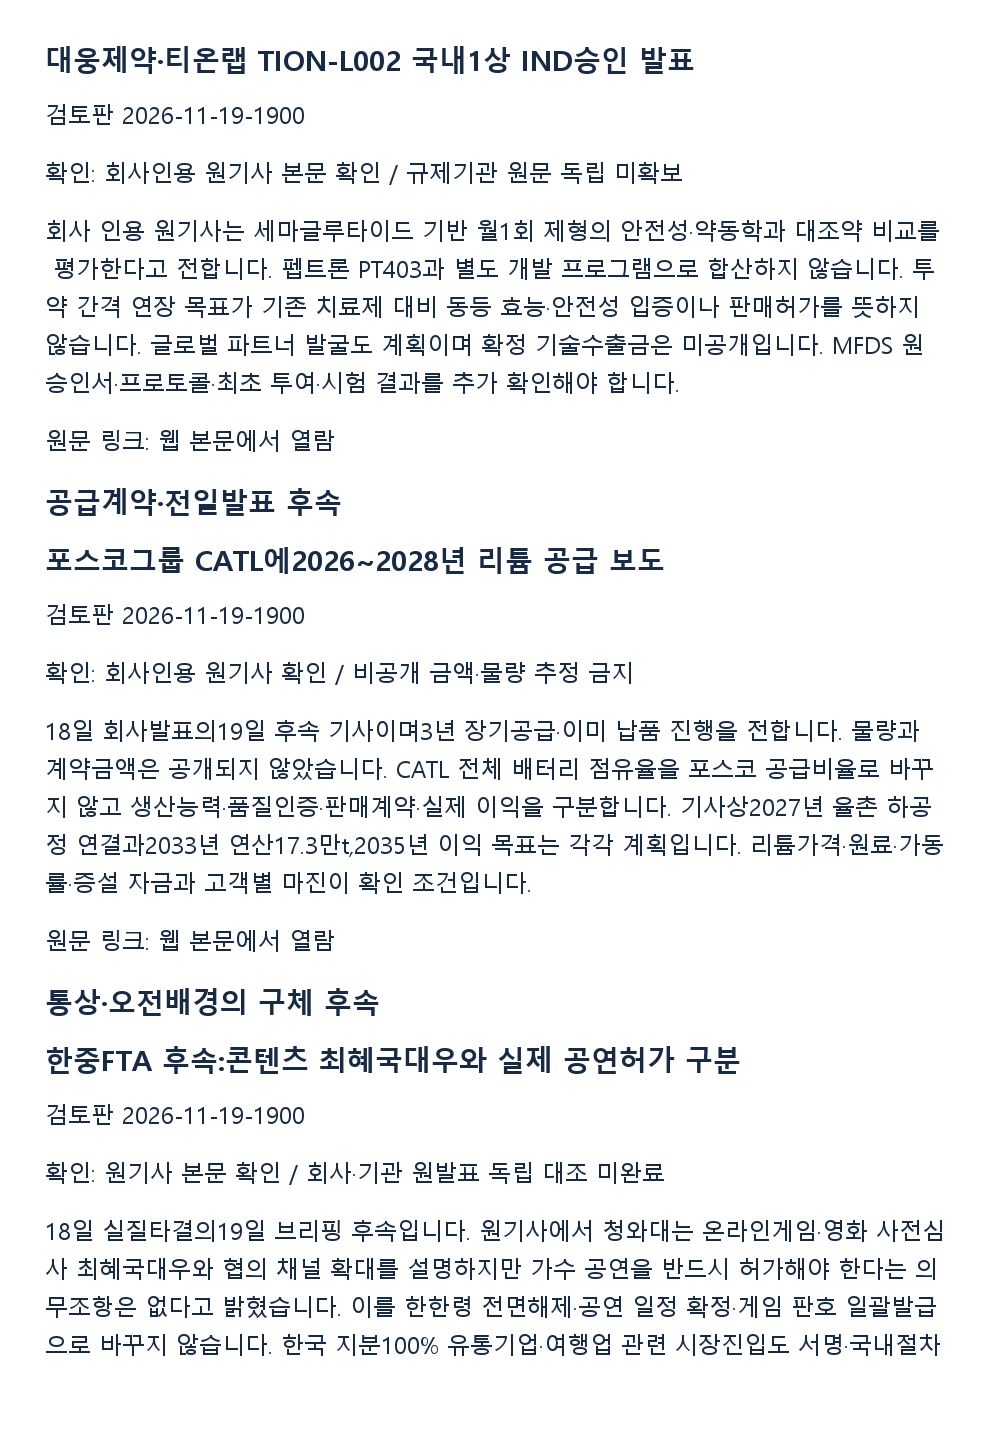 대웅제약·티온랩 TION-L002 국내1상 IND승인 발표
검토판 2026-11-19-1900
확인: 회사인용 원기사 본문 확인 / 규제기관 원문 독립 미확보
회사 인용 원기사는 세마글루타이드 기반 월1회 제형의 안전성·약동학과 대조약 비교를
평가한다고 전합니다. 펩트론 PT403과 별도 개발 프로그램으로 합산하지 않습니다. 투
약 간격 연장 목표가 기존 치료제 대비 동등 효능·안전성 입증이나 판매허가를 뜻하지
않습니다. 글로벌 파트너 발굴도 계획이며 확정 기술수출금은 미공개입니다. MFDS 원
승인서·프로토콜·최초 투여·시험 결과를 추가 확인해야 합니다.
원문 링크: 웹 본문에서 열람
공급계약·전일발표 후속
포스코그룹 CATL에2026~2028년 리튬 공급 보도
검토판 2026-11-19-1900
확인: 회사인용 원기사 확인 / 비공개 금액·물량 추정 금지
18일 회사발표의19일 후속 기사이며3년 장기공급·이미 납품 진행을 전합니다. 물량과
계약금액은 공개되지 않았습니다. CATL 전체 배터리 점유율을 포스코 공급비율로 바꾸
지 않고 생산능력·품질인증·판매계약·실제 이익을 구분합니다. 기사상2027년 율촌 하공
정 연결과2033년 연산17.3만t,2035년 이익 목표는 각각 계획입니다. 리튬가격·원료·가동
률·증설 자금과 고객별 마진이 확인 조건입니다.
원문 링크: 웹 본문에서 열람
통상·오전배경의 구체 후속
한중FTA 후속:콘텐츠 최혜국대우와 실제 공연허가 구분
검토판 2026-11-19-1900
확인: 원기사 본문 확인 / 회사·기관 원발표 독립 대조 미완료
18일 실질타결의19일 브리핑 후속입니다. 원기사에서 청와대는 온라인게임·영화 사전심
사 최혜국대우와 협의 채널 확대를 설명하지만 가수 공연을 반드시 허가해야 한다는 의
무조항은 없다고 밝혔습니다. 이를 한한령 전면해제·공연 일정 확정·게임 판호 일괄발급
으로 바꾸지 않습니다. 한국 지분100% 유통기업·여행업 관련 시장진입도 서명·국내절차